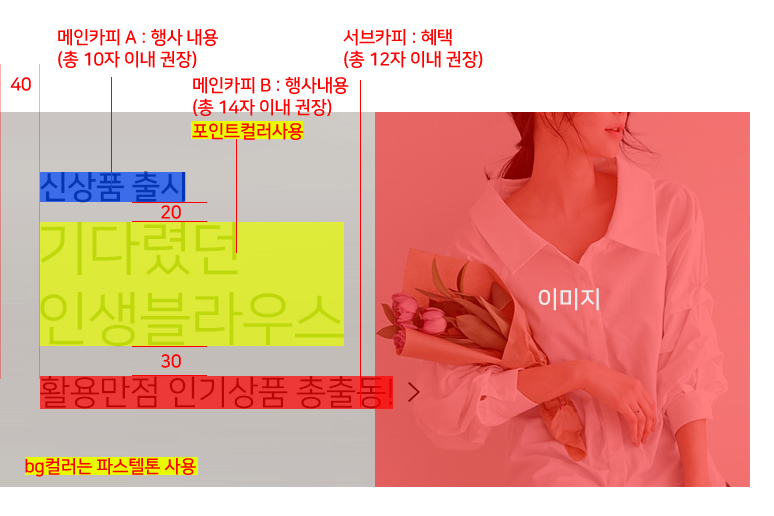 메인카피 A : 행사 내용
(총 10자 이내 권장)
서브카피 : 혜택
(총 12자 이내 권장)
40
메인카피 B : 행사내용
(총 14자 이내 권장)
포인트컬러사용
신상품 출시
20
기다렸던
인생블라우스
이미지
30
활용만점 인기상품 총출동!
bg컬러는 파스텔톤 사용